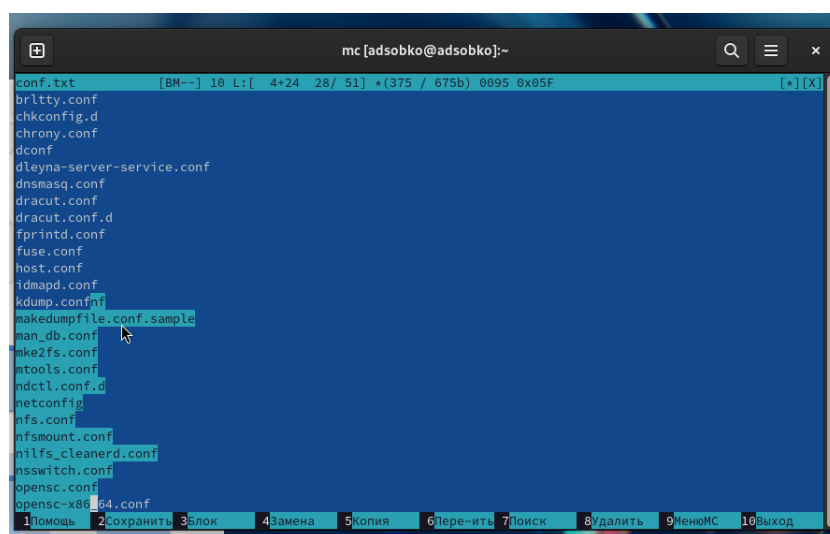 mc [adsobko@adsobko]:~
conf.txt [BM--] 10 L:[ 4+24 28/ 51] *(375 / 675b) 0095 0x05F [*][X]
brltty.conf
chkconfig.d
chrony.conf
dconf
dleyna-server-service.conf
dnsmasq.conf
dracut.conf
dracut.conf.d
fprintd.conf
fuse.conf
host.conf
idmapd.conf
kdump.confnf
makedumpfile.conf.sample
man_db.conf
mke2fs.conf
mtools.conf
ndctl.conf.d
netconfig
nfs.conf
nfsmount.conf
nilfs_cleanerd.conf
nsswitch.conf
opensc.conf
opensc-x86_64.conf
1Помощь 2Сохранить 3Блок 4Замена 5Копия 6Пере~ить 7Поиск 8Удалить 9МенюMC 10Выход